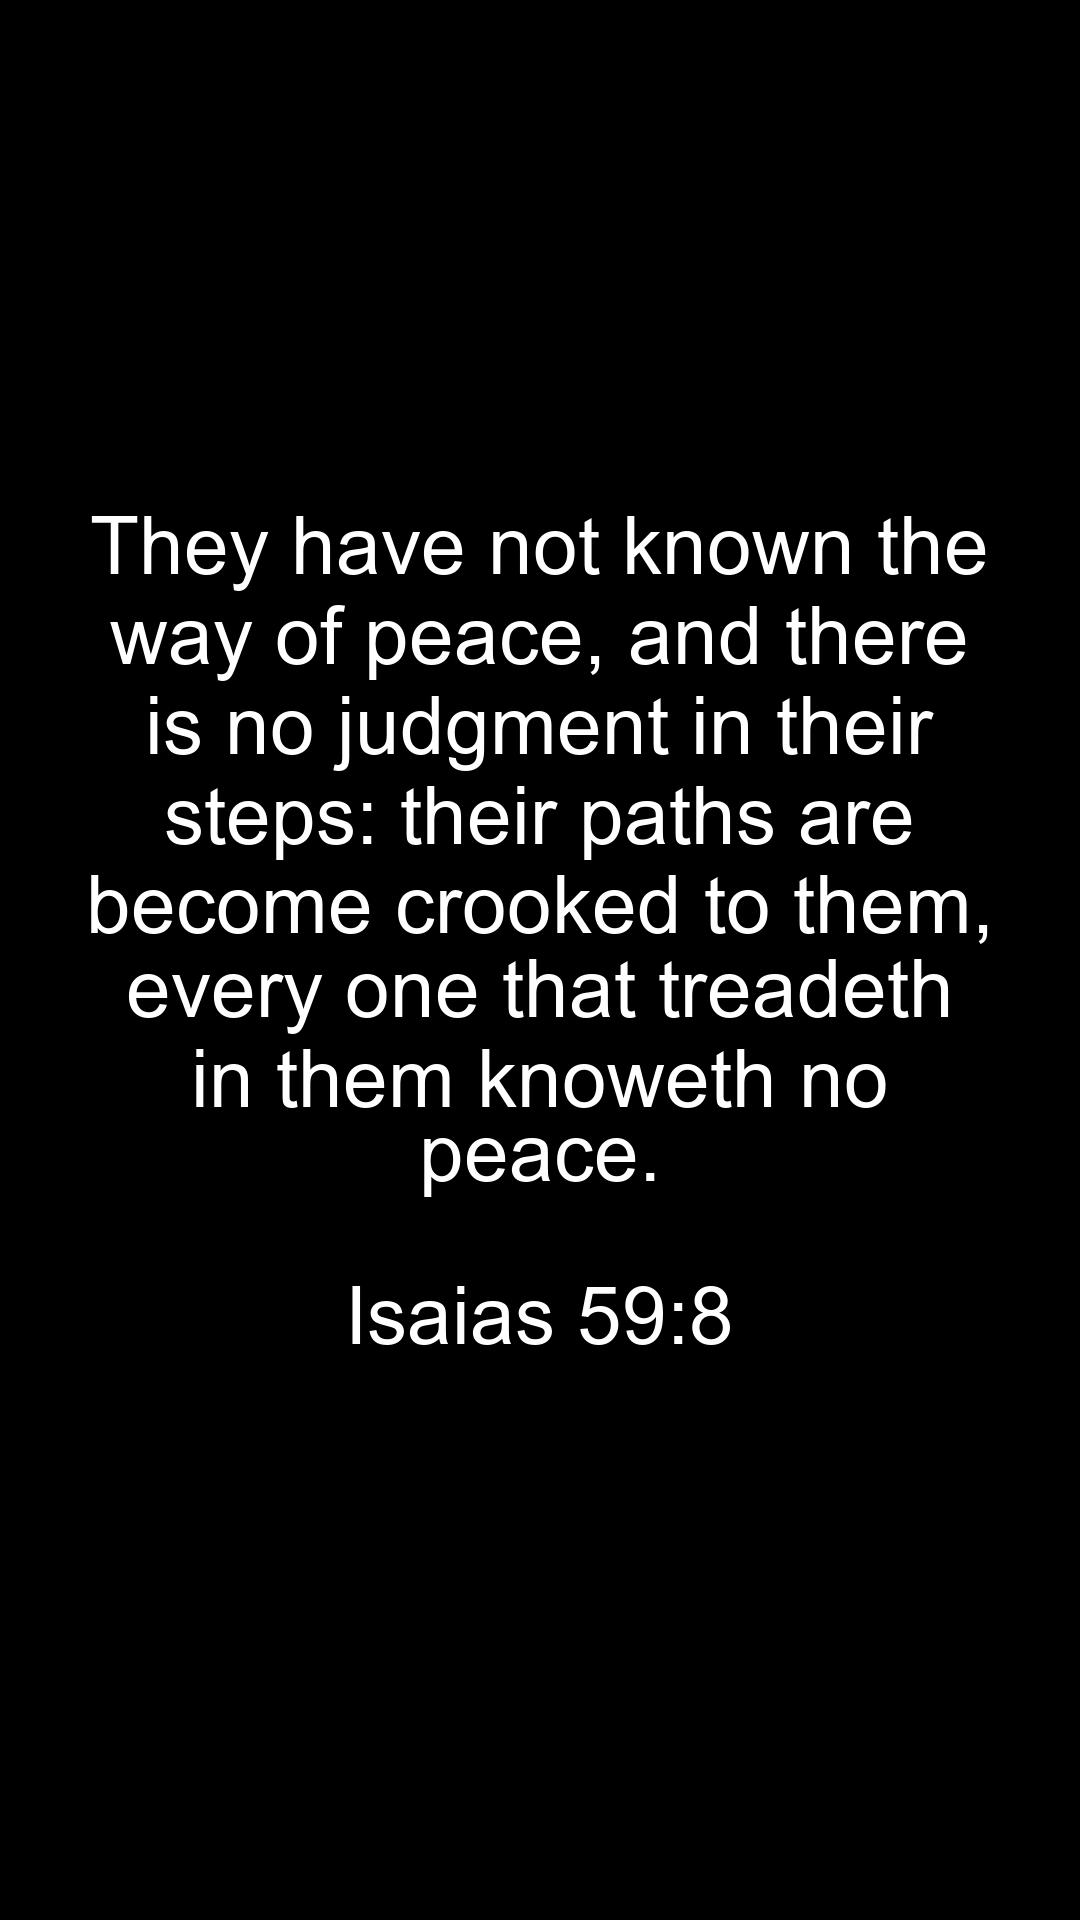 They have not known the
way of peace, and there
is no judgment in their
steps: their paths are
become crooked to them,
every one that treadeth
in them knoweth no
peace.
Isaias 59:8